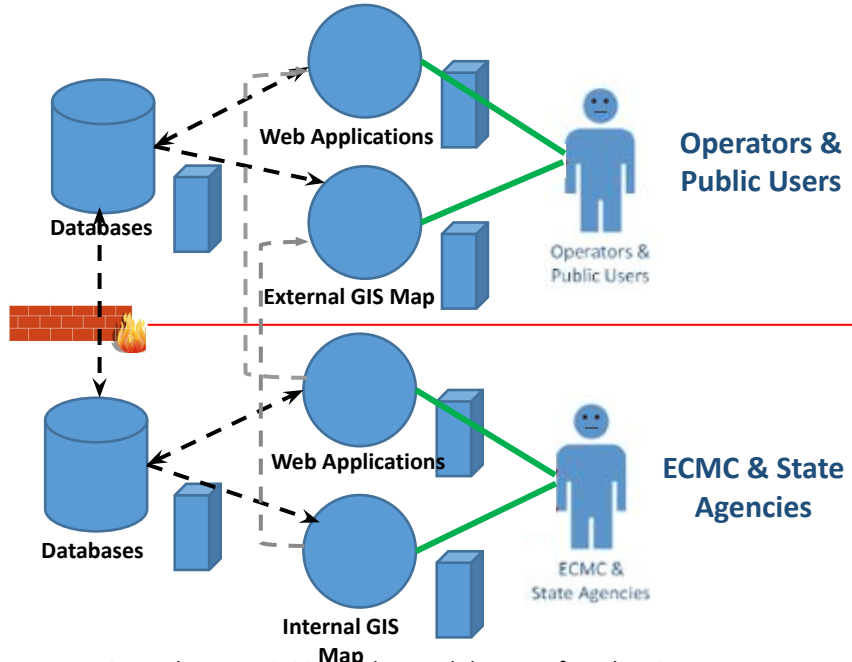 Web Applications
Operators &
Public Users
Databases
Operators &
Public Users
External GIS Map
Web Applications
ECMC & State
Agencies
Databases
ECMC &
State Agencies
Internal GIS
Map